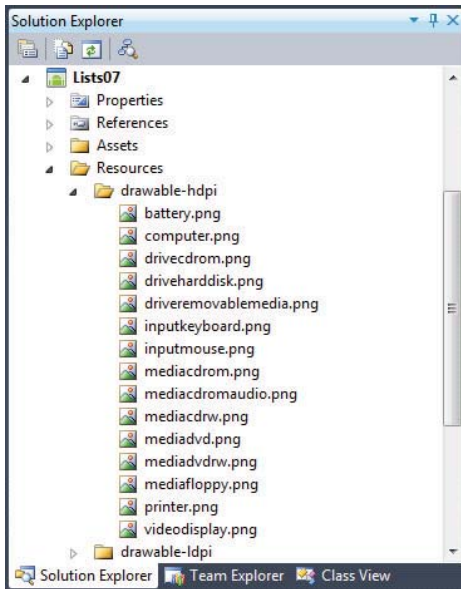 Solution Explorer
Lists07
Properties
References
Assets
Resources
drawable-hdpi
battery.png
computer.png
drivecdrom.png
driveharddisk.png
driveremovablemedia.png
inputkeyboard.png
inputmouse.png
mediacdrom.png
mediacdromaudio.png
mediacdrw.png
mediadvd.png
mediadvdrw.png
mediafloppy.png
printer.png
videodisplay.png
drawable-ldpi
Solution Explorer Team Explorer Class View